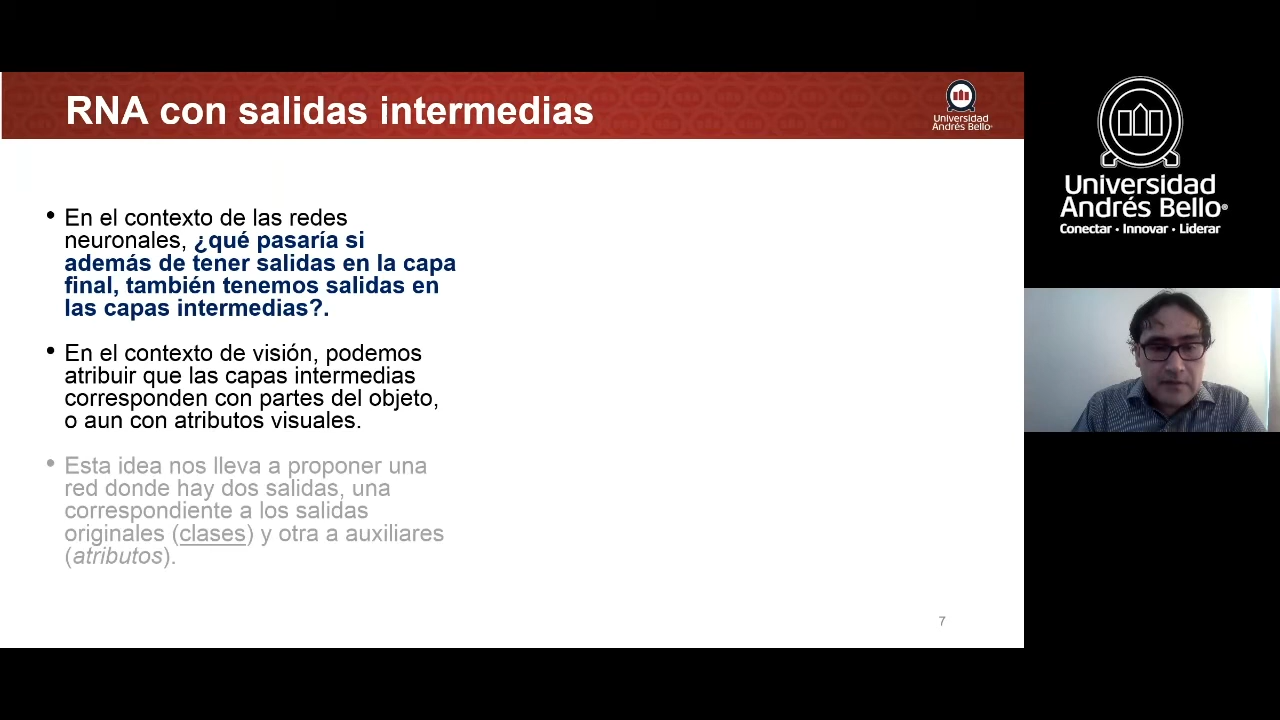 RNA con salidas intermedias
Universidad
Andrés Bello®
• En el contexto de las redes
neuronales, ¿qué pasaría si
además de tener salidas en la capa
final, también tenemos salidas en
las capas intermedias?.
• En el contexto de visión, podemos
atribuir que las capas intermedias
corresponden con partes del objeto,
o aun con atributos visuales.
• Esta idea nos lleva a proponer una
red donde hay dos salidas, una
correspondiente a los salidas
originales (clases) y otra a auxiliares
(atributos).
7
Universidad
Andrés Bello®
Conectar • Innovar • Liderar